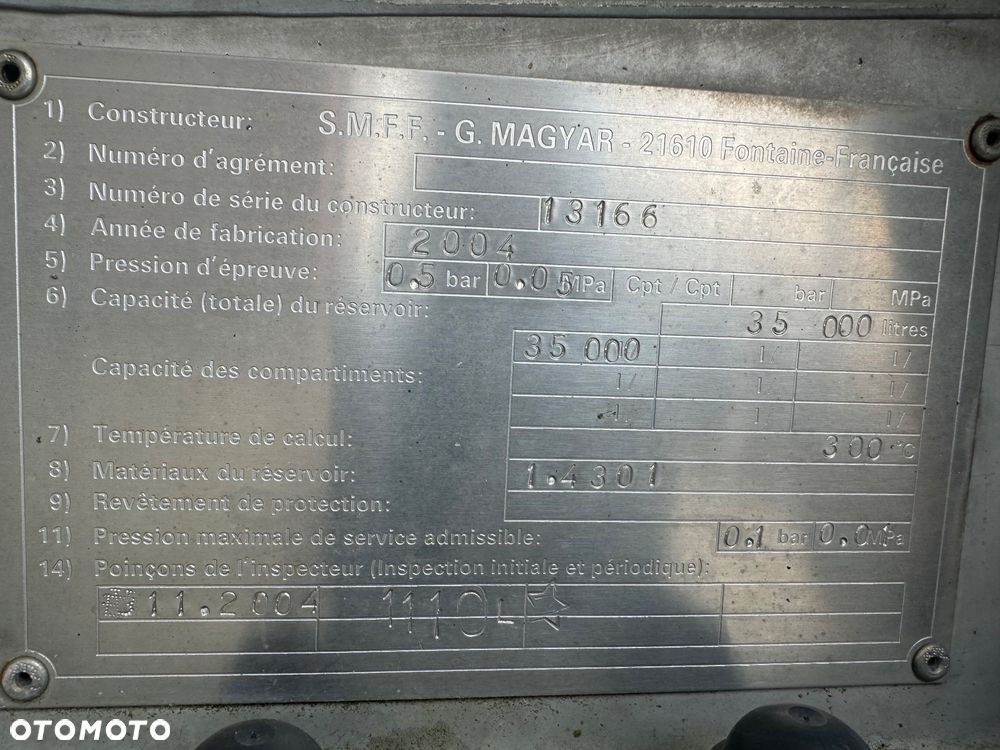 1) Constructeur: S.M.F.F. - G. MAGYAR - 21610 Fontaine-Française
2) Numéro d'agrément:
3) Numéro de série du constructeur: 13166
4) Année de fabrication: 2004
5) Pression d'épreuve: 0.5 bar 0.05 MPa Cpt / Cpt bar MPa
6) Capacité (totale) du réservoir: 35 000 litres
35 000 l/ l/
Capacité des compartiments: l/ l/ l/
l/ l/
7) Température de calcul: 300 °C
8) Matériaux du réservoir: 1.4301
9) Revêtement de protection:
11) Pression maximale de service admissible: 0.1 bar 0.01 MPa
14) Poinçons de l'inspecteur (Inspection initiale et périodique):
11.2004 1110L
OTOMOTO